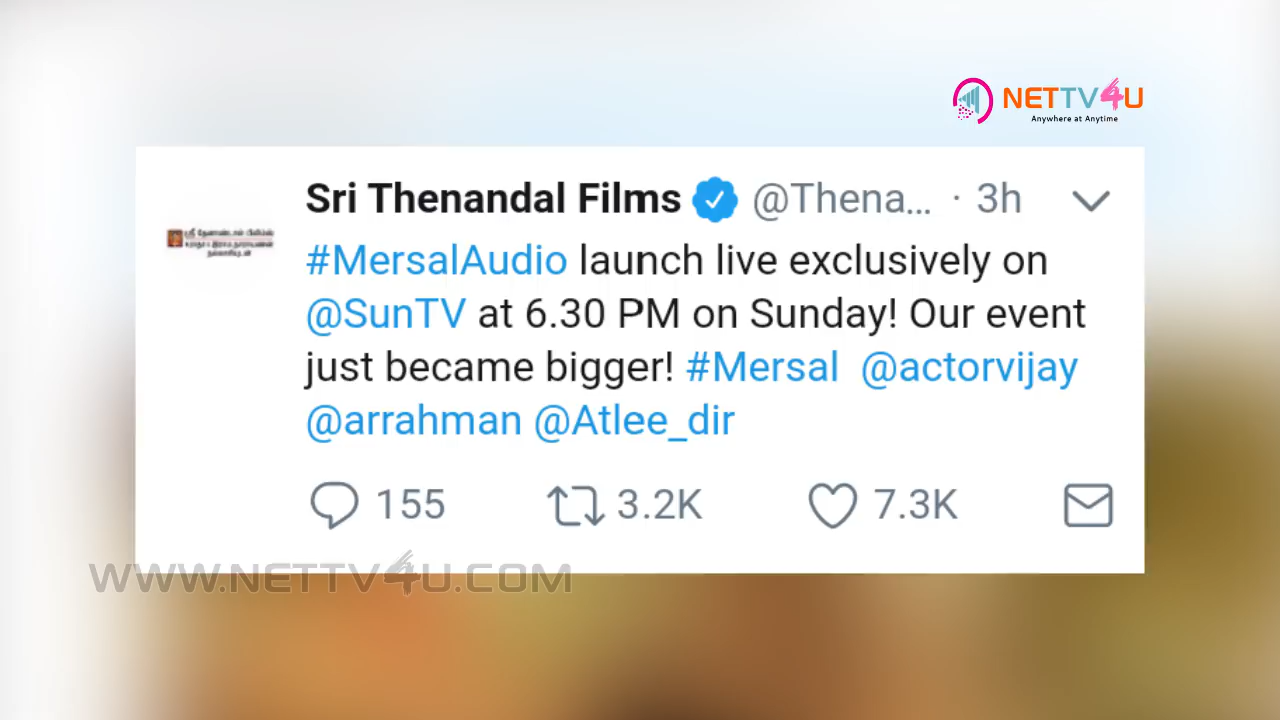 NETTV4U
Anywhere at Anytime
Sri Thenandal Films @Thena... · 3h
#MersalAudio launch live exclusively on
@SunTV at 6.30 PM on Sunday! Our event
just became bigger! #Mersal @actorvijay
@arrahman @Atlee_dir
155 3.2K 7.3K
WWW.NETTV4U.COM